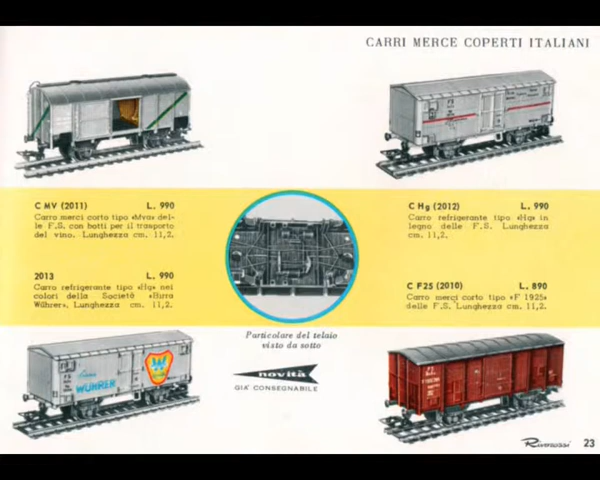 CARRI MERCE COPERTI ITALIANI
C MV (2011) L. 990
Carro merci corto tipo «Mva» del-
le F.S. con botti per il trasporto
del vino. Lunghezza cm. 11,2.
C Hg (2012) L. 990
Carro refrigerante tipo «Hg» in
legno delle F.S. Lunghezza
cm. 11,2.
2013 L. 990
Carro refrigerante tipo «Hg» nei
colori della Società «Birra
Wührer». Lunghezza cm. 11,2.
C F25 (2010) L. 890
Carro merci corto tipo «F 1925»
delle F.S. Lunghezza cm. 11,2.
Particolare del telaio
visto da sotto
novità
GIA' CONSEGNABILE
WÜHRER
Rivarossi 23